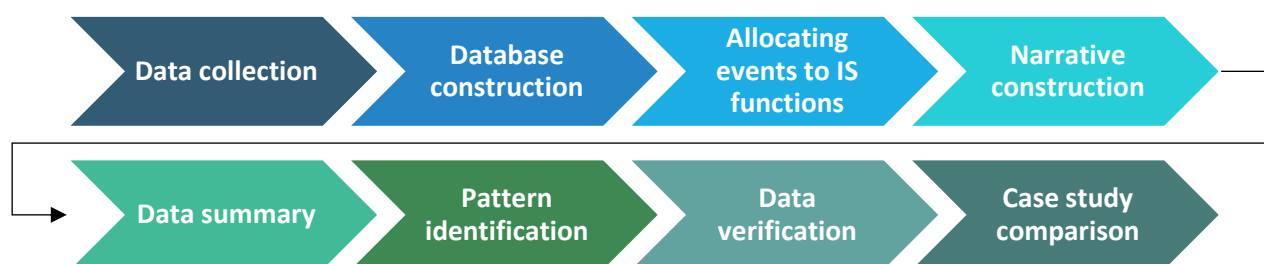 Data collection
Database
construction
Allocating
events to IS
functions
Narrative
construction
Data summary
Pattern
identification
Data
verification
Case study
comparison